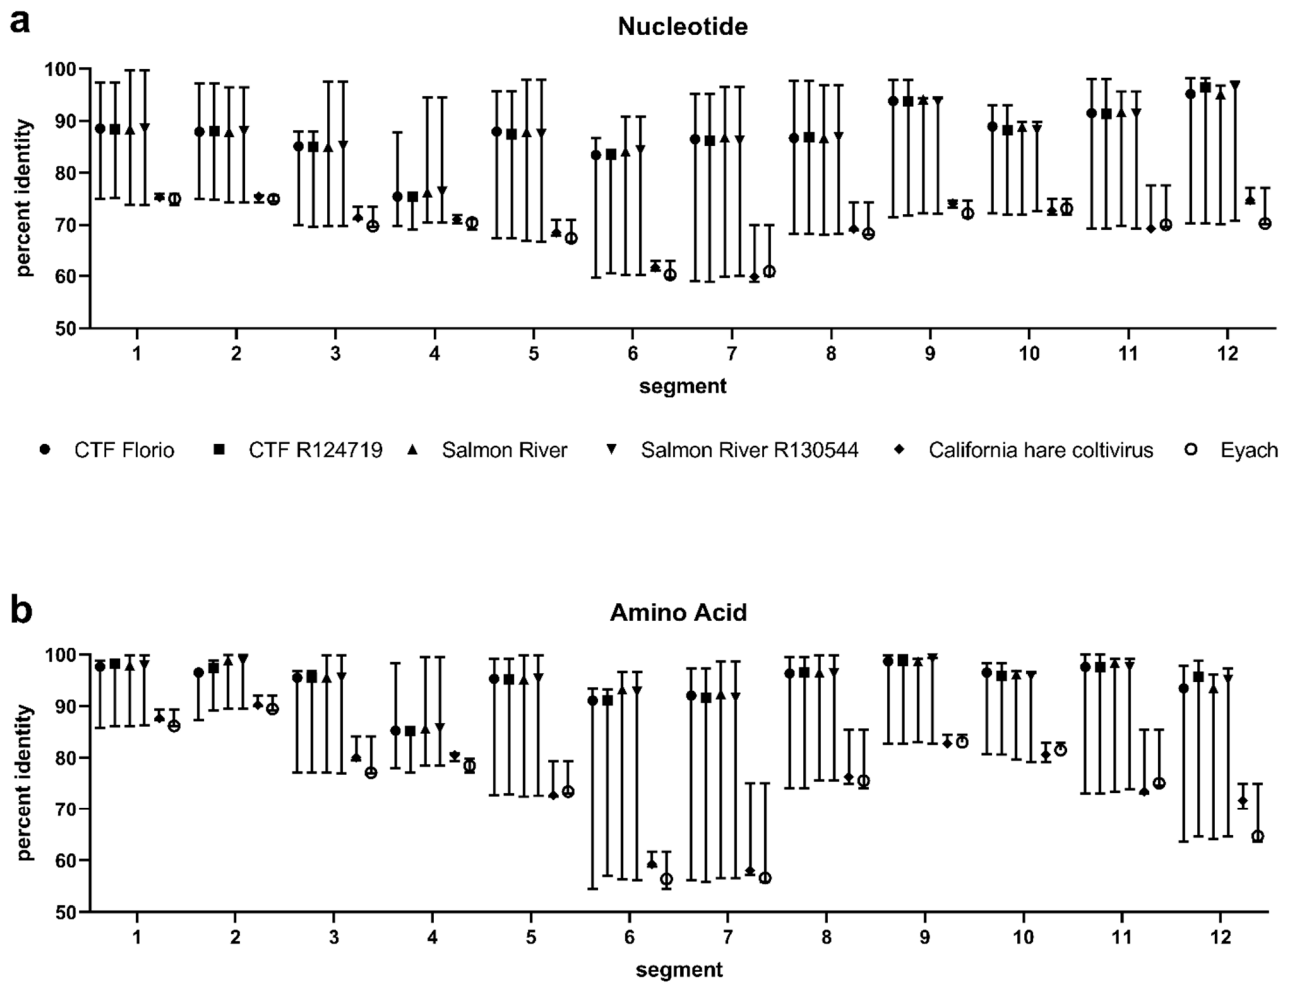 a
Nucleotide
percent identity
100
90
80
70
60
50
1 2 3 4 5 6 7 8 9 10 11 12
segment
CTF Florio CTF R124719 Salmon River Salmon River R130544 California hare coltivirus Eyach
b
Amino Acid
percent identity
100
90
80
70
60
50
1 2 3 4 5 6 7 8 9 10 11 12
segment